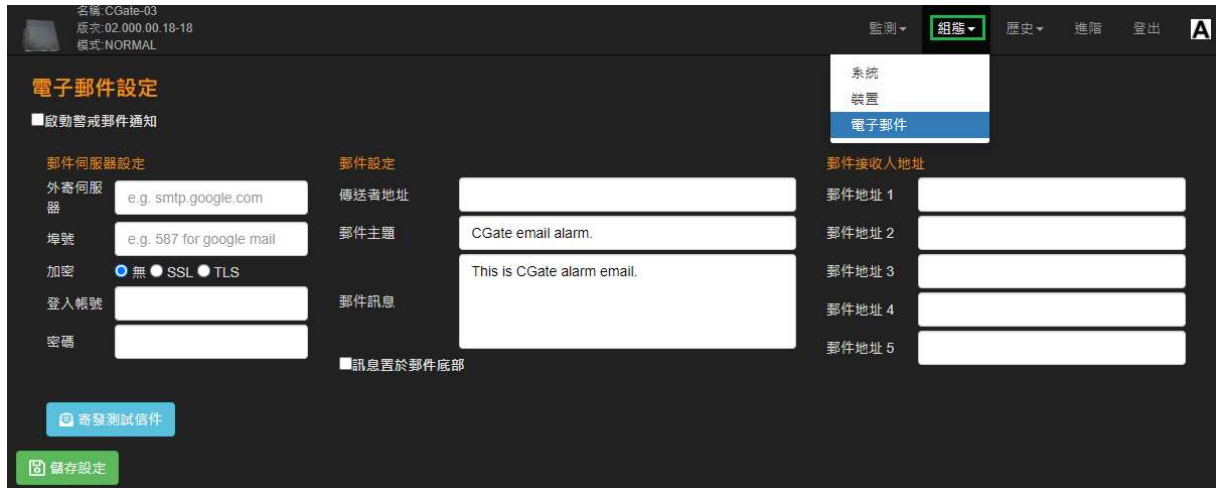 名稱:CGate-03
版次:02.000.00.18-18
模式:NORMAL
監測 組態 歷史 進階 登出 A
系統
裝置
電子郵件
電子郵件設定
啟動警戒郵件通知
郵件伺服器設定
外寄伺服器 e.g. smtp.google.com
埠號 e.g. 587 for google mail
加密 無 SSL TLS
登入帳號
密碼
郵件設定
傳送者地址
郵件主題 CGate email alarm.
郵件訊息 This is CGate alarm email.
訊息置於郵件底部
郵件接收人地址
郵件地址 1
郵件地址 2
郵件地址 3
郵件地址 4
郵件地址 5
寄發測試信件
儲存設定